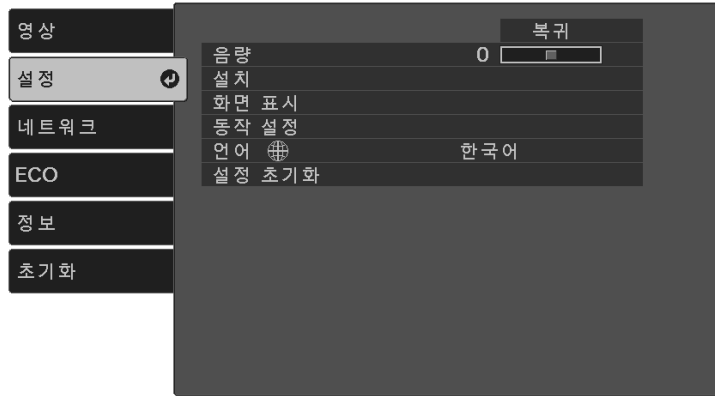 영상
설정
네트워크
ECO
정보
초기화
복귀
음량 0
설치
화면 표시
동작 설정
언어 한국어
설정 초기화